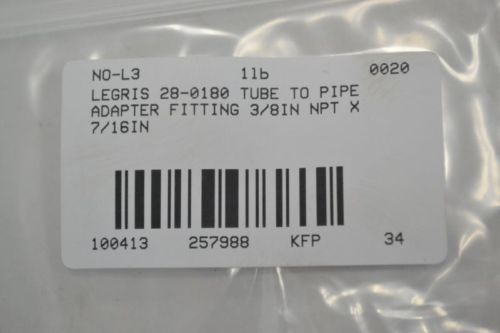 NO-L3 1lb 0020
LEGRIS 28-0180 TUBE TO PIPE
ADAPTER FITTING 3/8IN NPT X
7/16IN
100413 257988 KFP 34